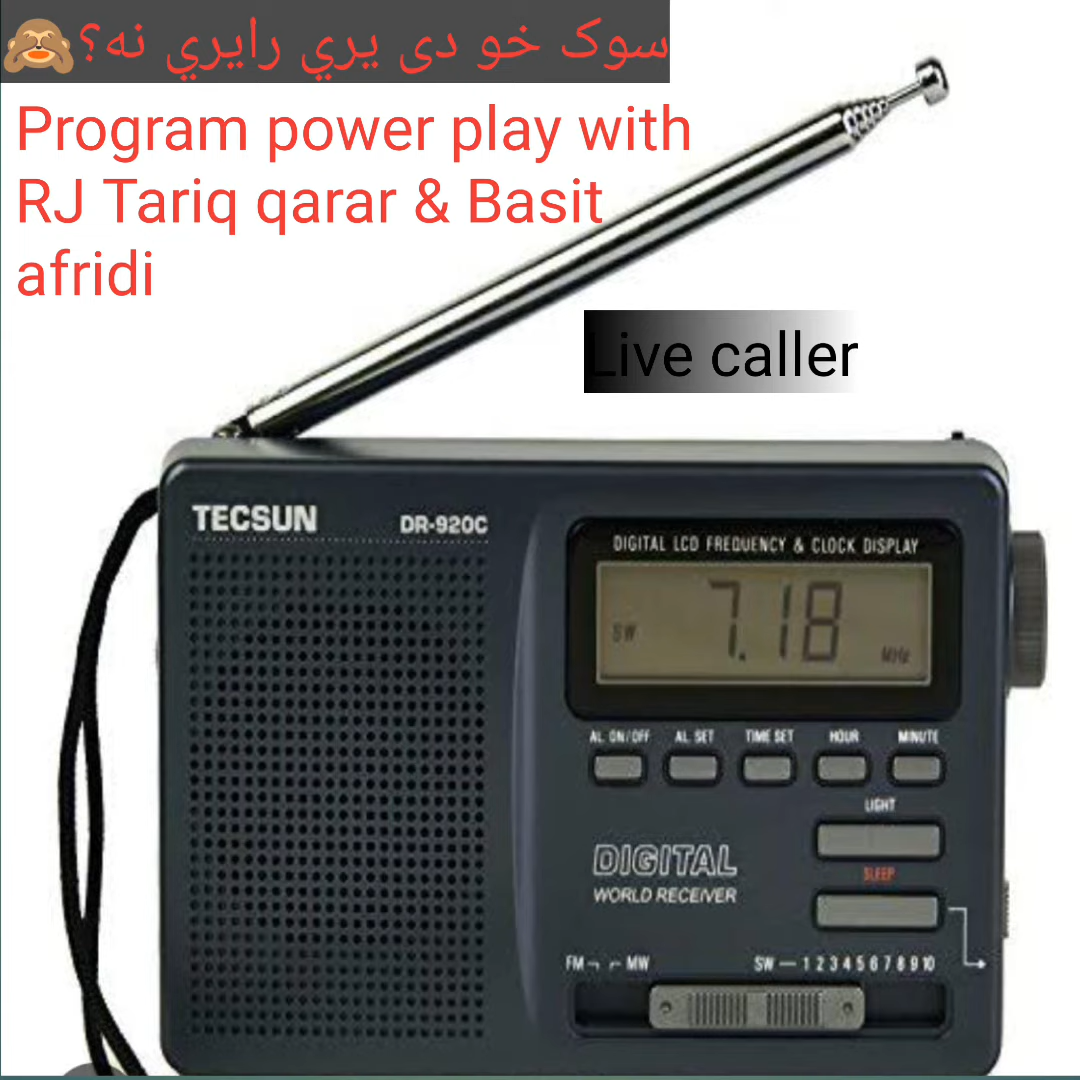 سوک خو دی یري رایري نه؟🙈
Program power play with
RJ Tariq qarar & Basit
afridi
Live caller
TECSUN DR-920C
DIGITAL LCD FREQUENCY & CLOCK DISPLAY
SW 7.18 MHz
AL ON/OFF AL SET TIME SET HOUR MINUTE
LIGHT
DIGITAL
SLEEP
WORLD RECEIVER
FM MW SW 1 2 3 4 5 6 7 8 9 10